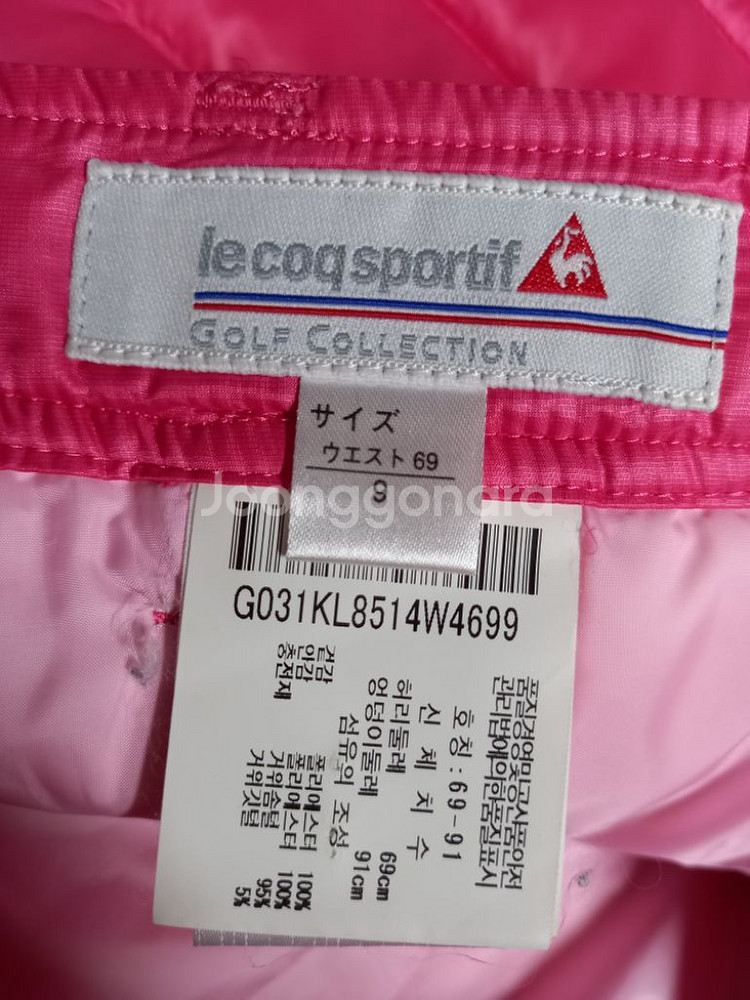 le coq sportif
GOLF COLLECTION
サイズ
ウエスト 69
9
Joonggonara
G031KL8514W4699
품질경영및공산품안전
관리법에의한품질표시
호칭 : 69-91
신체치수
허리둘레 69cm
엉덩이둘레 91cm
섬유의 조성
겉감 폴리에스터 100%
안감 폴리에스터 100%
충전재 거위솜털 95%
거위깃털 5%